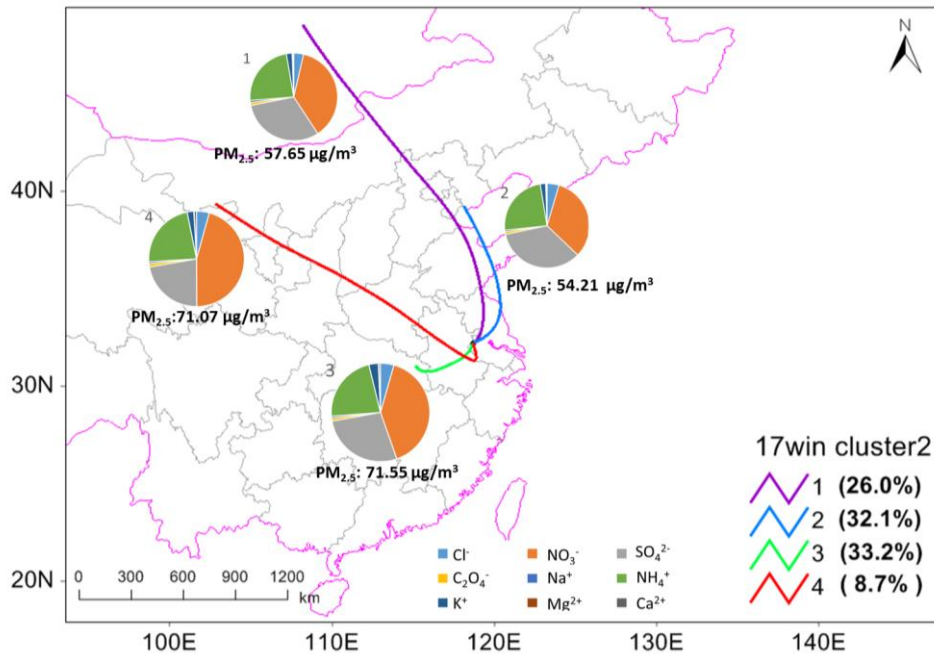 N
1
PM₂.₅: 57.65 µg/m³
40N
2
4
PM₂.₅: 54.21 µg/m³
PM₂.₅:71.07 µg/m³
30N
3
PM₂.₅: 71.55 µg/m³
17win cluster2
1 (26.0%)
2 (32.1%)
3 (33.2%)
4 ( 8.7% )
Cl⁻ NO₃⁻ SO₄²⁻
C₂O₄⁻ Na⁺ NH₄⁺
K⁺ Mg²⁺ Ca²⁺
20N
0 300 600 900 1200
km
100E 110E 120E 130E 140E